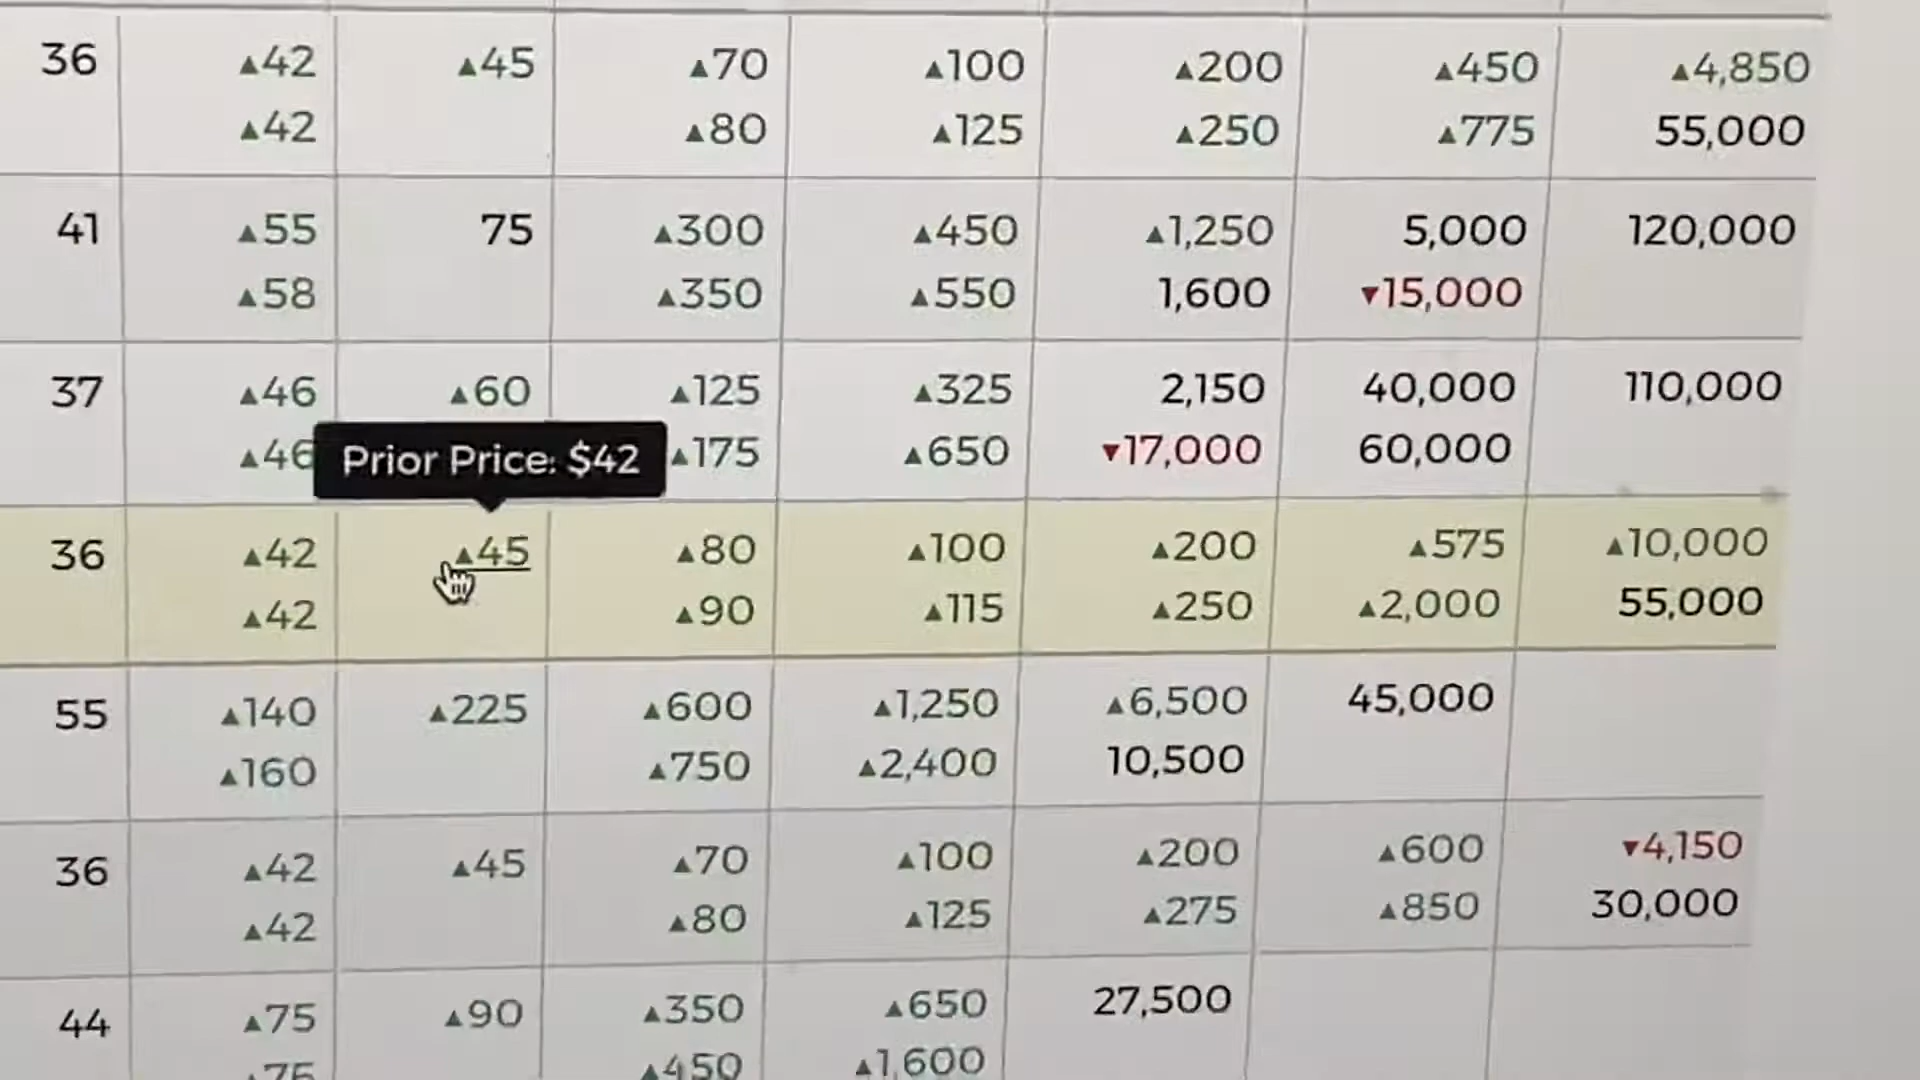 36 ▲42 ▲45 ▲70 ▲100 ▲200 ▲450 ▲4,850
▲42 ▲80 ▲125 ▲250 ▲775 55,000
41 ▲55 75 ▲300 ▲450 ▲1,250 5,000 120,000
▲58 ▲350 ▲550 1,600 ▼15,000
37 ▲46 ▲60 ▲125 ▲325 2,150 40,000 110,000
▲46 Prior Price: $42 ▲175 ▲650 ▼17,000 60,000
36 ▲42 ▲45 ▲80 ▲100 ▲200 ▲575 ▲10,000
▲42 ▲90 ▲115 ▲250 ▲2,000 55,000
55 ▲140 ▲225 ▲600 ▲1,250 ▲6,500 45,000
▲160 ▲750 ▲2,400 10,500
36 ▲42 ▲45 ▲70 ▲100 ▲200 ▲600 ▼4,150
▲42 ▲80 ▲125 ▲275 ▲850 30,000
44 ▲75 ▲90 ▲350 ▲650 27,500
▲75 ▲450 ▲1,600